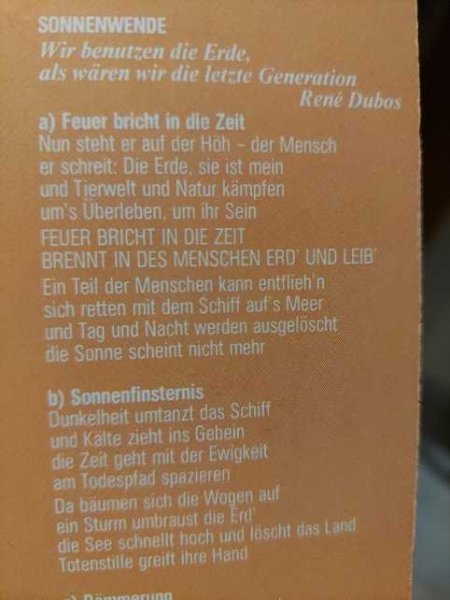 SONNENWENDE
Wir benutzen die Erde,
als wären wir die letzte Generation
René Dubos
a) Feuer bricht in die Zeit
Nun steht er auf der Höh – der Mensch
er schreit: Die Erde, sie ist mein
und Tierwelt und Natur kämpfen
um's Überleben, um ihr Sein
FEUER BRICHT IN DIE ZEIT
BRENNT IN DES MENSCHEN ERD' UND LEIB'
Ein Teil der Menschen kann entflieh'n
sich retten mit dem Schiff auf's Meer
und Tag und Nacht werden ausgelöscht
die Sonne scheint nicht mehr
b) Sonnenfinsternis
Dunkelheit umtanzt das Schiff
und Kälte zieht ins Gebein
die Zeit geht mit der Ewigkeit
am Todespfad spazieren
Da bäumen sich die Wogen auf
ein Sturm umbraust die Erd'
die See schnellt hoch und löscht das Land
Totenstille greift ihre Hand
c) Dämmerung